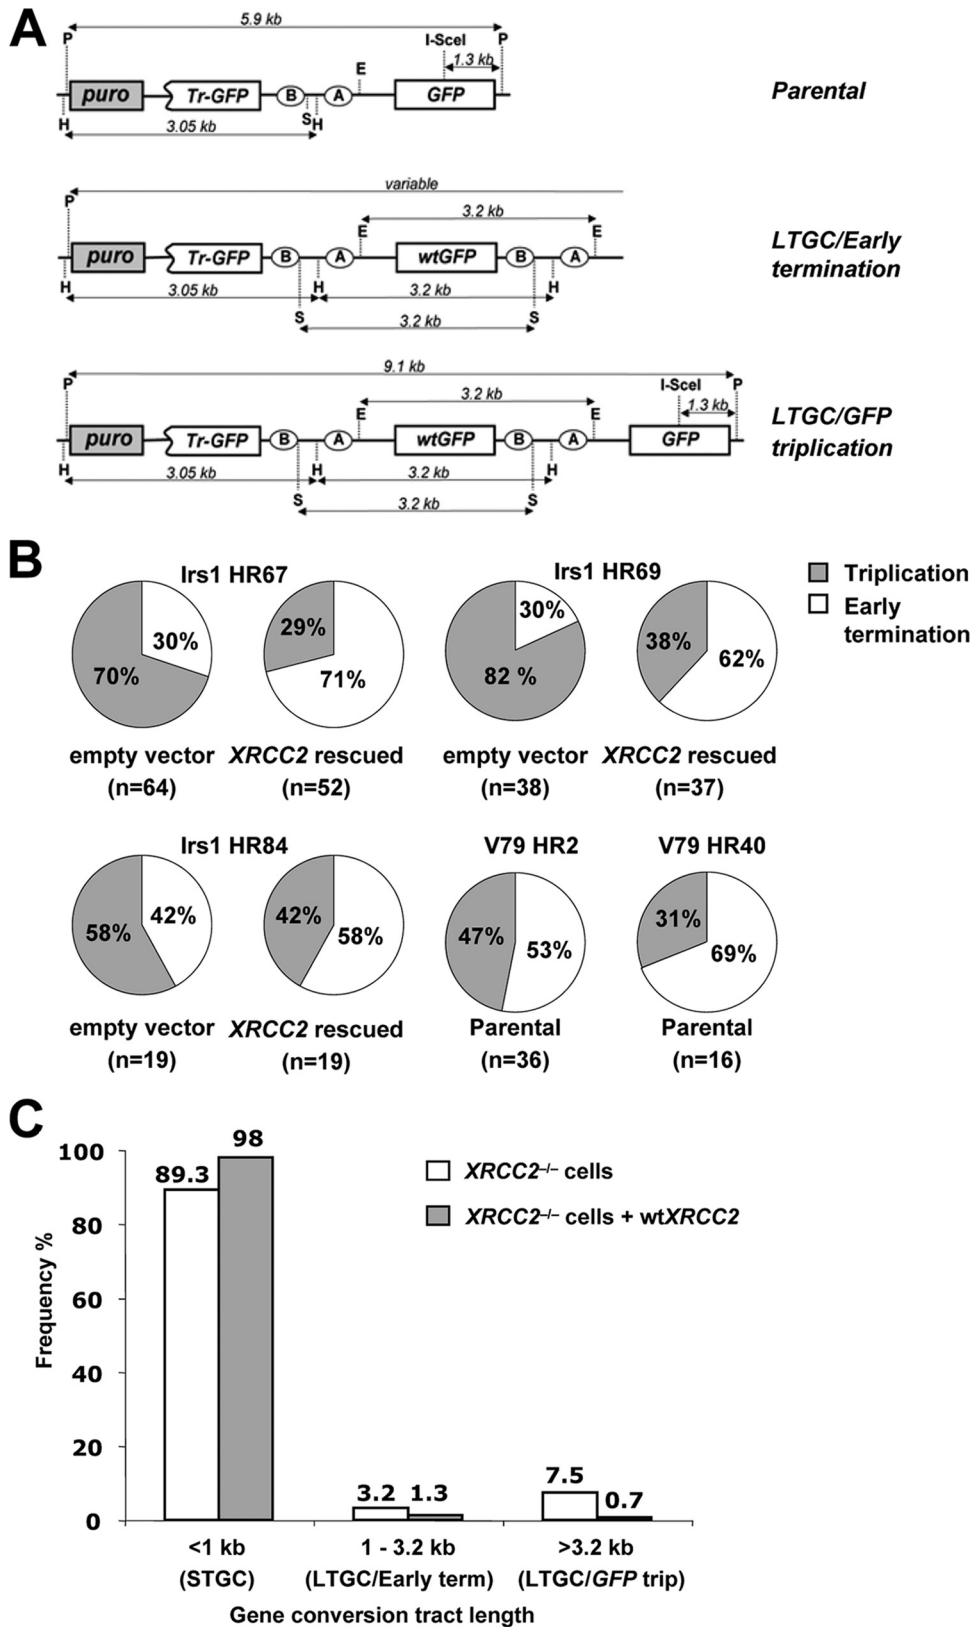 A
5.9 kb
P
P
I-SceI
1.3 kb
E
puro
Tr-GFP
B
A
GFP
Parental
H
S
H
3.05 kb
variable
P
3.2 kb
E
E
puro
Tr-GFP
B
A
wtGFP
B
A
LTGC/Early
termination
H
H
H
3.05 kb
3.2 kb
S
S
3.2 kb
9.1 kb
P
I-SceI
P
3.2 kb
1.3 kb
E
E
puro
Tr-GFP
B
A
wtGFP
B
A
GFP
LTGC/GFP
triplication
H
H
H
3.05 kb
3.2 kb
S
S
3.2 kb
B
Irs1 HR67
Irs1 HR69
Triplication
Early
termination
30%
70%
29%
71%
30%
82 %
38%
62%
empty vector
(n=64)
XRCC2 rescued
(n=52)
empty vector
(n=38)
XRCC2 rescued
(n=37)
Irs1 HR84
V79 HR2
V79 HR40
58%
42%
42%
58%
47%
53%
31%
69%
empty vector
(n=19)
XRCC2 rescued
(n=19)
Parental
(n=36)
Parental
(n=16)
C
Frequency %
100
80
60
40
20
0
89.3
98
3.2
1.3
7.5
0.7
XRCC2–/– cells
XRCC2–/– cells + wtXRCC2
<1 kb
(STGC)
1 - 3.2 kb
(LTGC/Early term)
>3.2 kb
(LTGC/GFP trip)
Gene conversion tract length